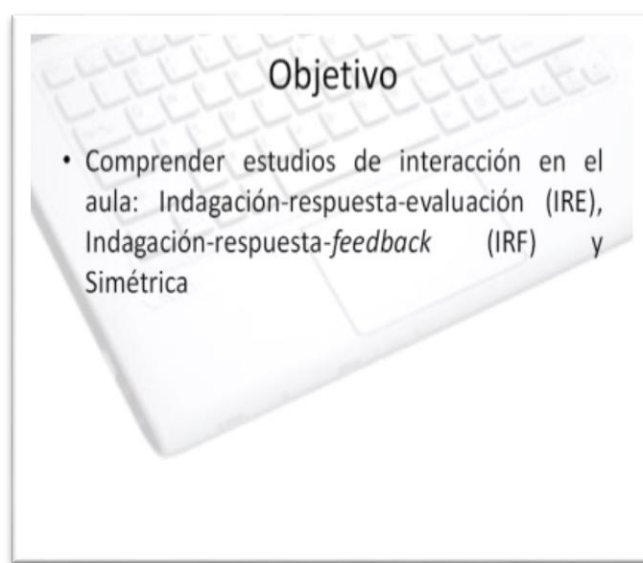 Objetivo
• Comprender estudios de interacción en el
aula: Indagación-respuesta-evaluación (IRE),
Indagación-respuesta-feedback (IRF) y
Simétrica